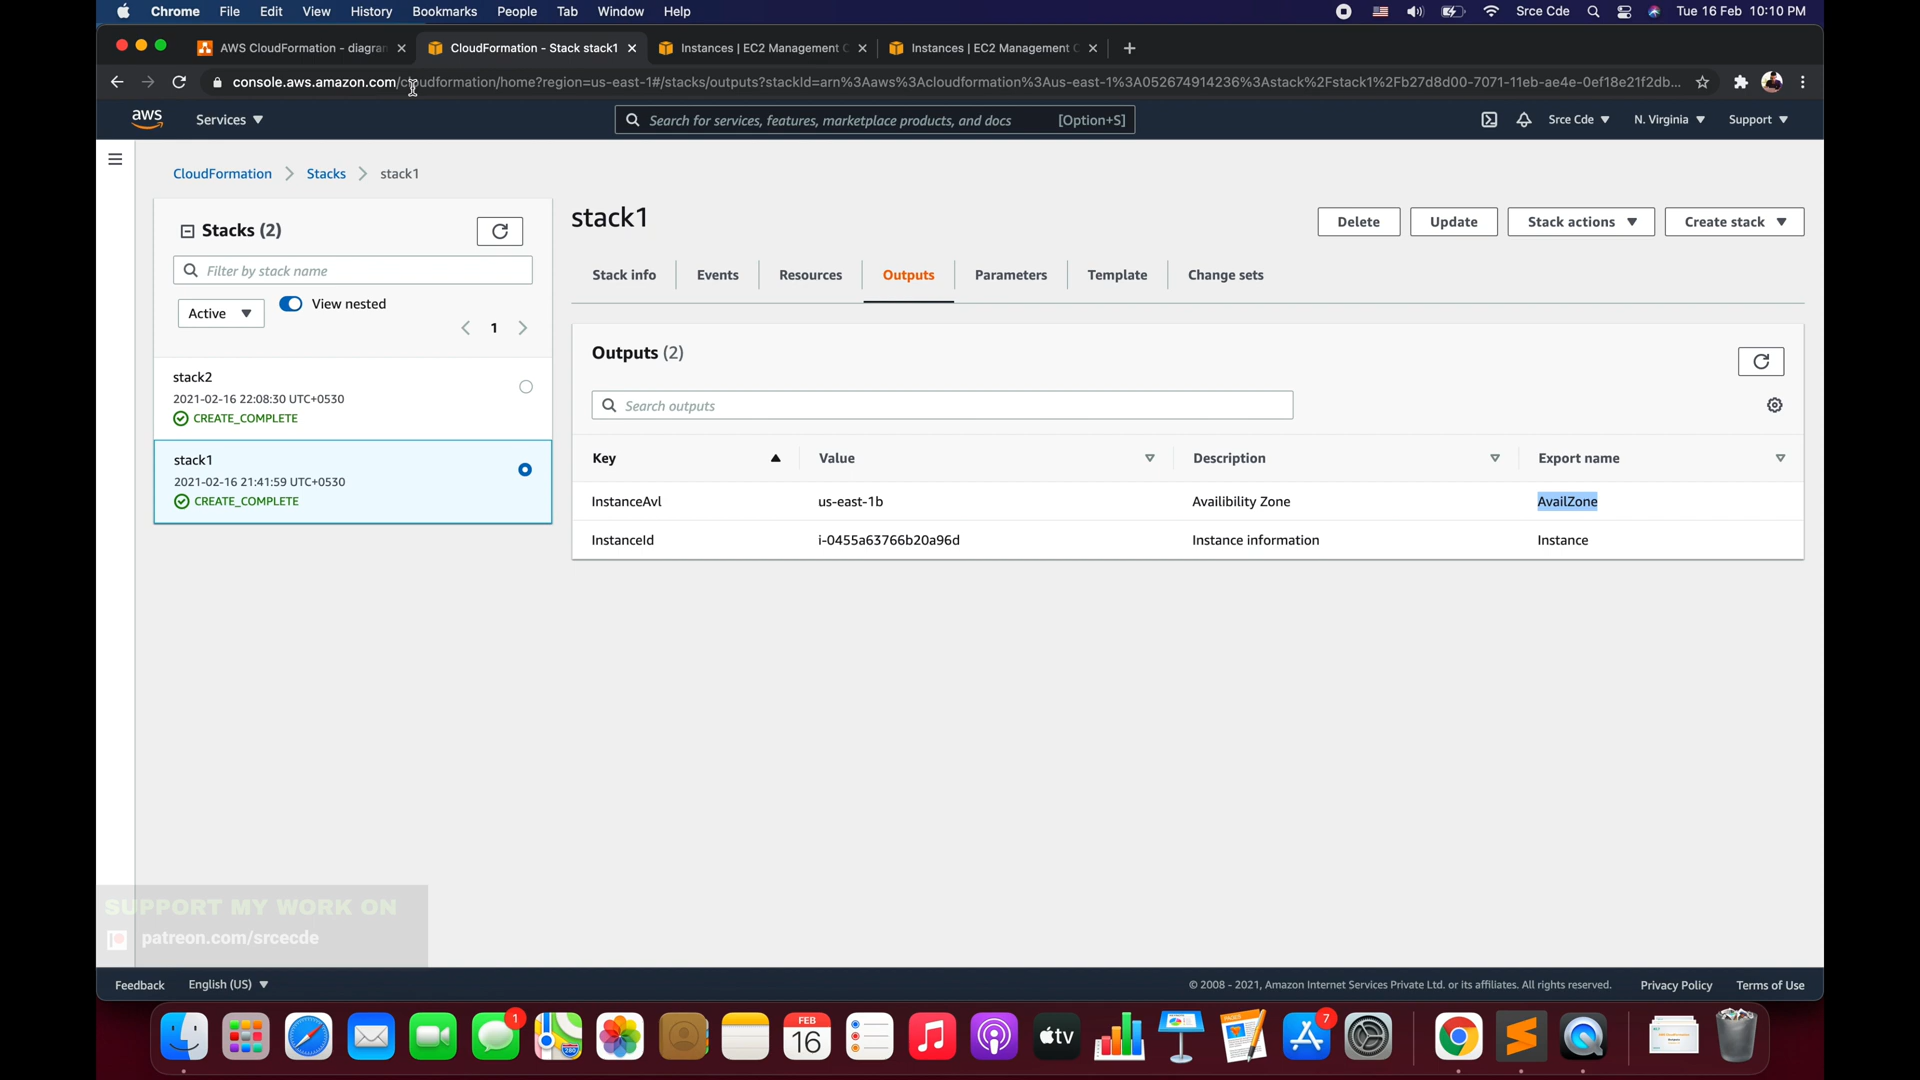 Chrome File Edit View History Bookmarks People Tab Window Help Srce Cde Tue 16 Feb 10:10 PM
AWS CloudFormation - diagram CloudFormation - Stack stack1 Instances | EC2 Management C Instances | EC2 Management C
console.aws.amazon.com/cloudformation/home?region=us-east-1#/stacks/outputs?stackId=arn%3Aaws%3Acloudformation%3Aus-east-1%3A052674914236%3Astack%2Fstack1%2Fb27d8d00-7071-11eb-ae4e-0ef18e21f2db...
aws Services Search for services, features, marketplace products, and docs [Option+S] Srce Cde N. Virginia Support
CloudFormation Stacks stack1
Stacks (2)
Filter by stack name
Active View nested
1
stack2
2021-02-16 22:08:30 UTC+0530
CREATE_COMPLETE
stack1
2021-02-16 21:41:59 UTC+0530
CREATE_COMPLETE
stack1
Delete Update Stack actions Create stack
Stack info Events Resources Outputs Parameters Template Change sets
Outputs (2)
Search outputs
Key Value Description Export name
InstanceAvl us-east-1b Availibility Zone AvailZone
InstanceId i-0455a63766b20a96d Instance information Instance
SUPPORT MY WORK ON
patreon.com/srcecde
Feedback English (US) © 2008 - 2021, Amazon Internet Services Private Ltd. or its affiliates. All rights reserved. Privacy Policy Terms of Use
1
280
FEB
16
tv
PAGES
7